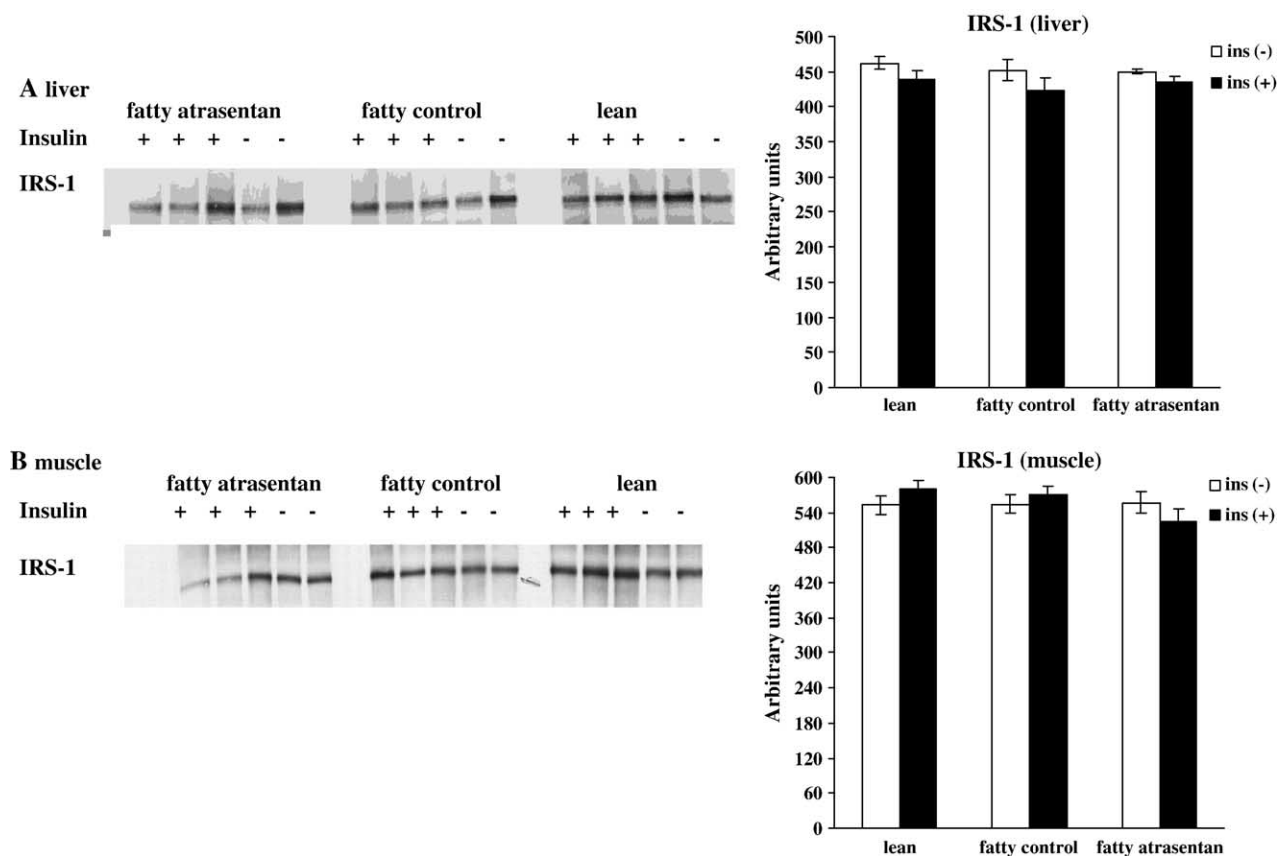 A liver
fatty atrasentan fatty control lean
Insulin + + + - - + + + - - + + + - -
IRS-1
IRS-1 (liver)
ins (-)
ins (+)
Arbitrary units
500
450
400
350
300
250
200
150
100
50
0
lean fatty control fatty atrasentan
B muscle
fatty atrasentan fatty control lean
Insulin + + + - - + + + - - + + + - -
IRS-1
IRS-1 (muscle)
ins (-)
ins (+)
Arbitrary units
600
540
480
420
360
300
240
180
120
60
0
lean fatty control fatty atrasentan